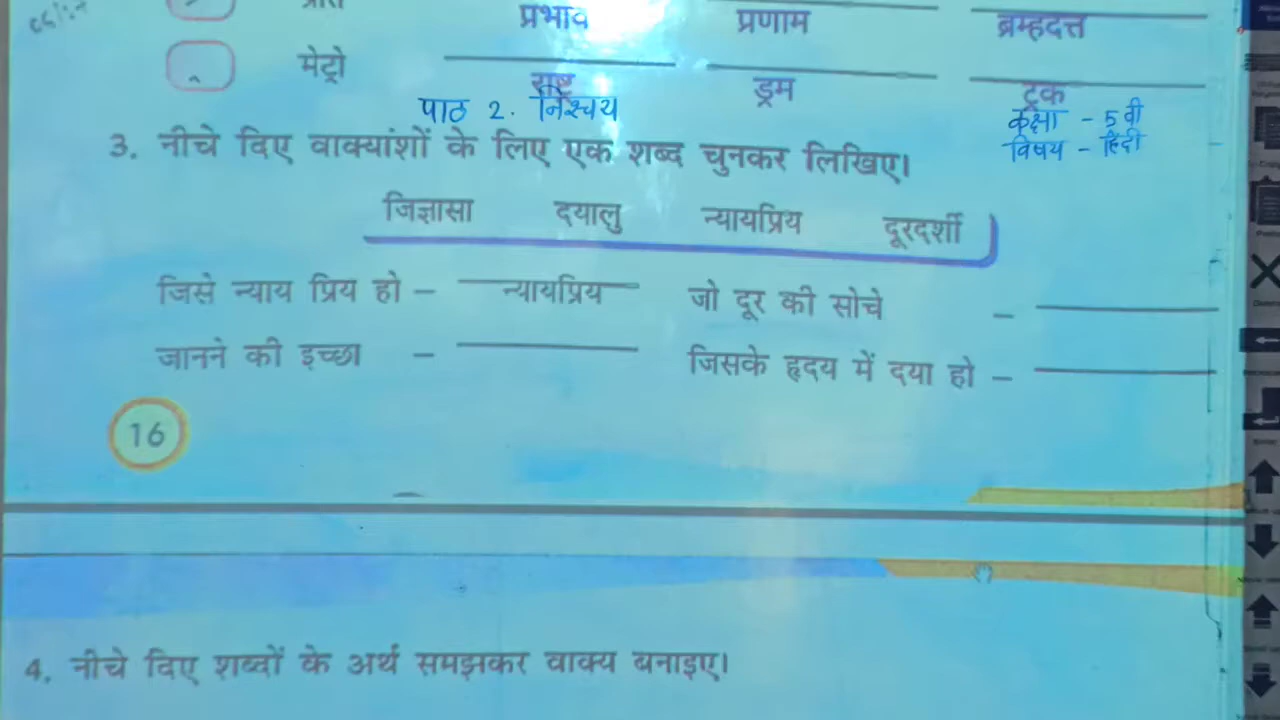 प्रभाव प्रणाम ब्रम्हदत्त
मेट्रो राष्ट्र ड्रम ट्रक
पाठ 2. निश्चय
कक्षा - 5 वी
विषय - हिंदी
3. नीचे दिए वाक्यांशों के लिए एक शब्द चुनकर लिखिए।
जिज्ञासा दयालु न्यायप्रिय दूरदर्शी
जिसे न्याय प्रिय हो – न्यायप्रिय जो दूर की सोचे –
जानने की इच्छा – जिसके हृदय में दया हो –
16
4. नीचे दिए शब्दों के अर्थ समझकर वाक्य बनाइए।